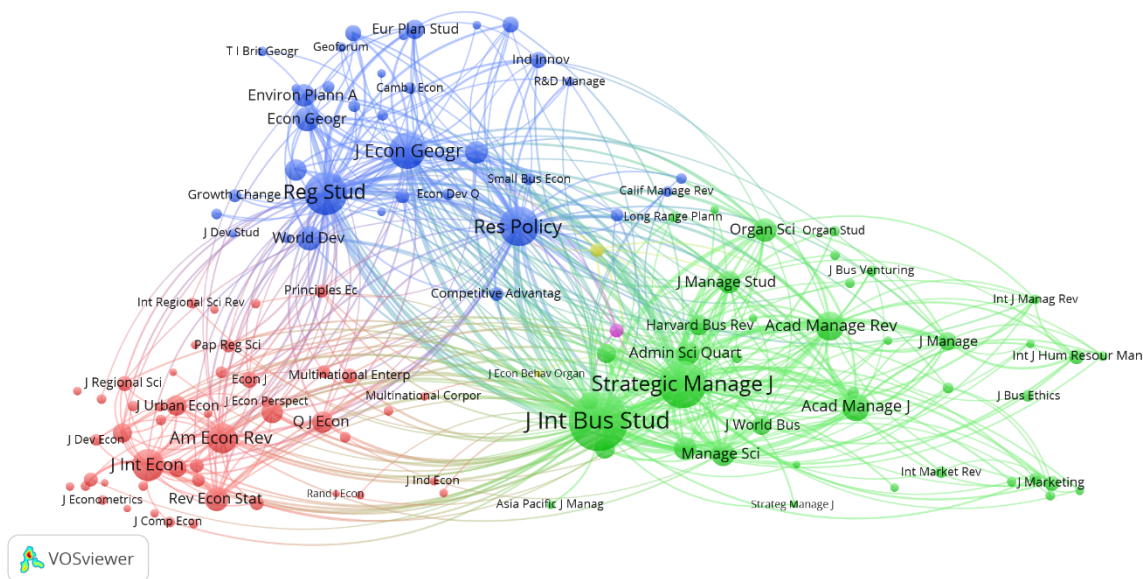 Eur Plan Stud
Geoforum
T I Brit Geogr
Ind Innov
R&D Manage
Camb J Econ
Environ Plann A
Econ Geogr
J Econ Geogr
Small Bus Econ
Reg Stud
Growth Change
Econ Dev Q
Calif Manage Rev
Long Range Plann
Res Policy
J Dev Stud
World Dev
Organ Sci
Organ Stud
J Bus Venturing
J Manage Stud
Principles Ec
Competitive Advantag
Int Regional Sci Rev
Int J Manag Rev
Harvard Bus Rev
Acad Manage Rev
J Manage
Pap Reg Sci
Admin Sci Quart
Int J Hum Resour Man
J Econ Behav Organ
Multinational Enterp
Econ J
J Regional Sci
Strategic Manage J
Multinational Corpor
J Bus Ethics
J Econ Perspect
J Urban Econ
Acad Manage J
Q J Econ
J Int Bus Stud
J World Bus
J Dev Econ
Am Econ Rev
Manage Sci
J Int Econ
Int Market Rev
J Ind Econ
J Marketing
Rand J Econ
J Econometrics
Rev Econ Stat
Asia Pacific J Manag
Strateg Manage J
J Comp Econ
VOSviewer